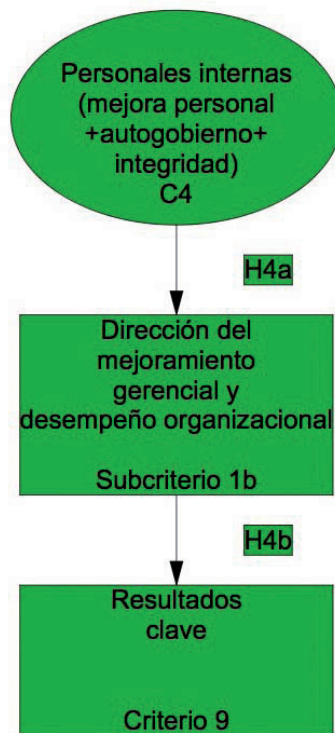 Personales internas
(mejora personal
+autogobierno+
integridad)
C4
H4a
Dirección del
mejoramiento
gerencial y
desempeño organizacional
Subcriterio 1b
H4b
Resultados
clave
Criterio 9